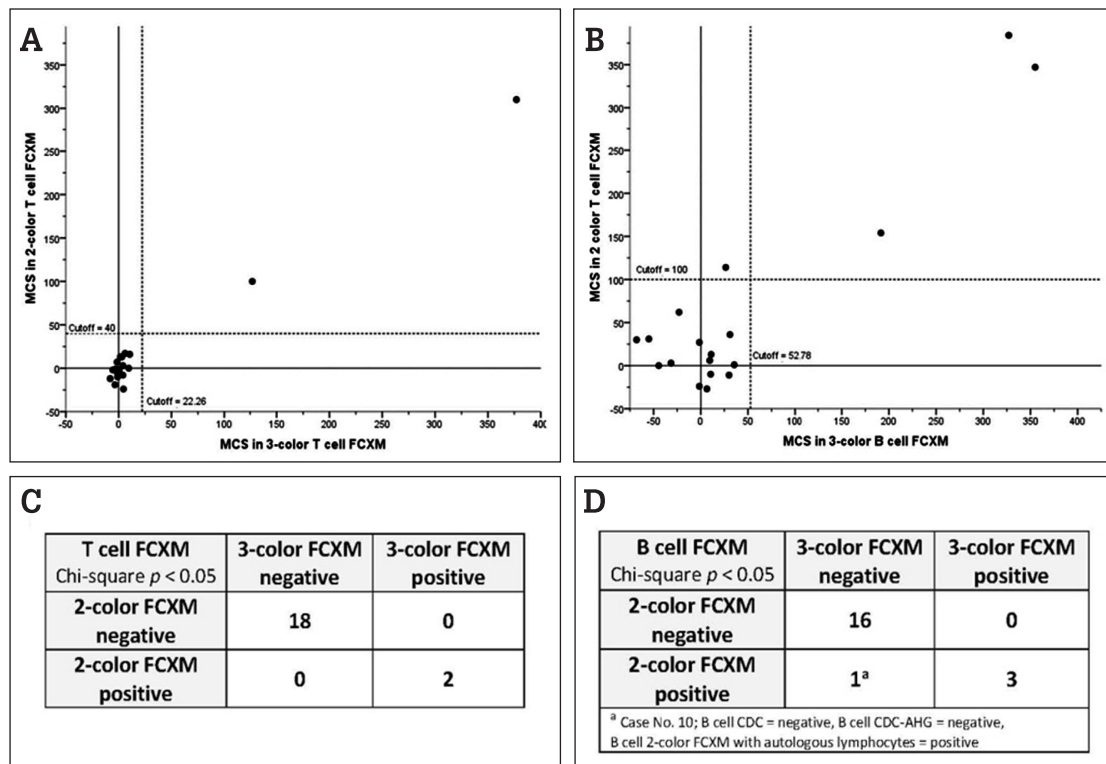 A
MCS in 2-color T cell FCXM
350
300
250
200
150
100
50
0
-50
Cutoff = 40
Cutoff = 22.26
-50 0 50 100 150 200 250 300 350 400
MCS in 3-color T cell FCXM
B
MCS in 2 color T cell FCXM
350
300
250
200
150
100
50
0
-50
Cutoff = 100
Cutoff = 52.78
-50 0 50 100 150 200 250 300 350 400
MCS in 3-color B cell FCXM
C
T cell FCXM 3-color FCXM 3-color FCXM
Chi-square p < 0.05 negative positive
2-color FCXM
negative 18 0
2-color FCXM
positive 0 2
D
B cell FCXM 3-color FCXM 3-color FCXM
Chi-square p < 0.05 negative positive
2-color FCXM
negative 16 0
2-color FCXM
positive 1a 3
a Case No. 10; B cell CDC = negative, B cell CDC-AHG = negative,
B cell 2-color FCXM with autologous lymphocytes = positive